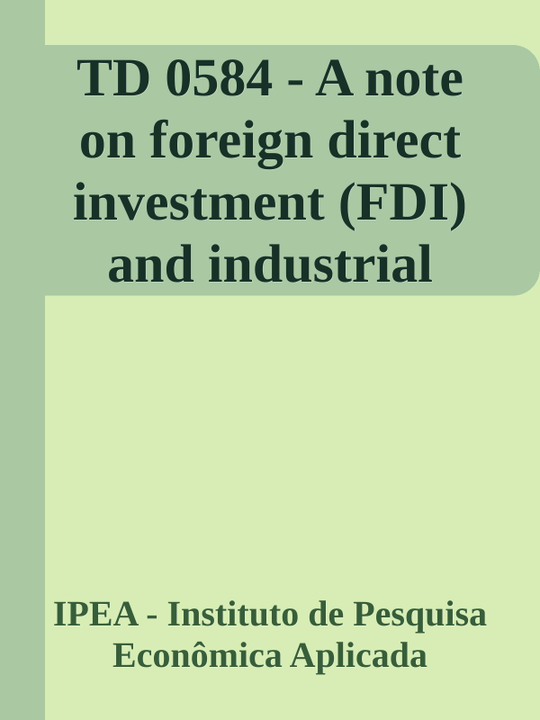 TD 0584 - A note
on foreign direct
investment (FDI)
and industrial
IPEA - Instituto de Pesquisa
Econômica Aplicada